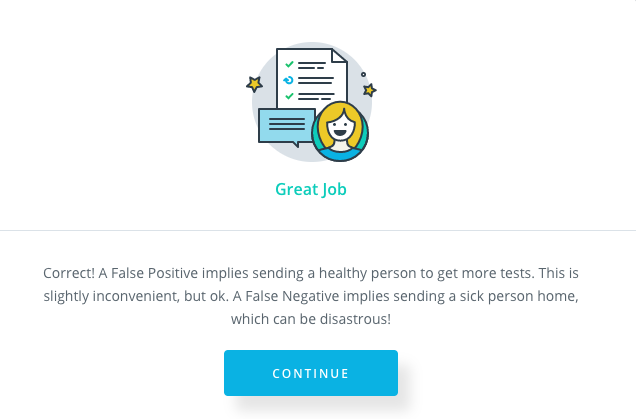 Great Job
Correct! A False Positive implies sending a healthy person to get more tests. This is
slightly inconvenient, but ok. A False Negative implies sending a sick person home,
which can be disastrous!
CONTINUE